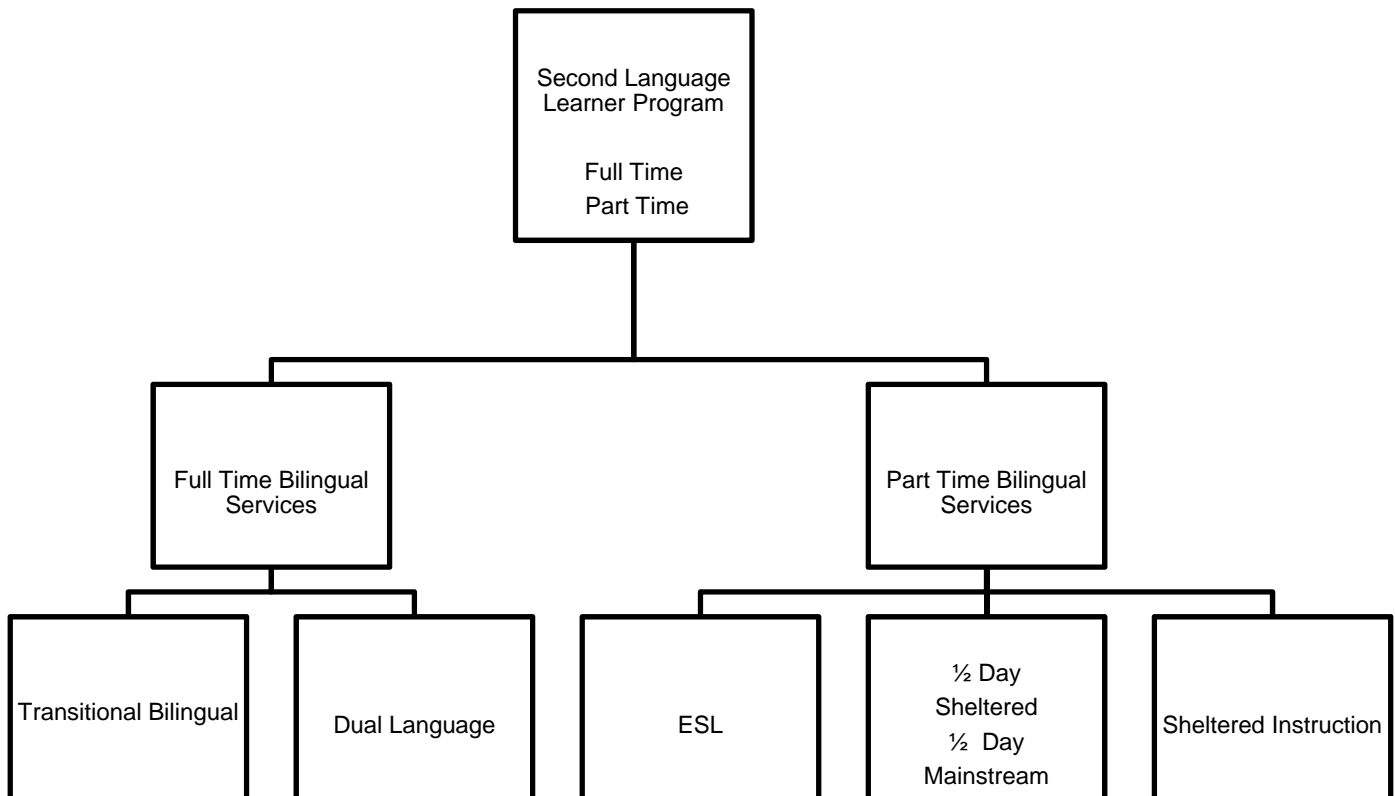 Second Language
Learner Program
Full Time
Part Time
Full Time Bilingual
Services
Part Time Bilingual
Services
Transitional Bilingual
Dual Language
ESL
½ Day
Sheltered
½ Day
Mainstream
Sheltered Instruction